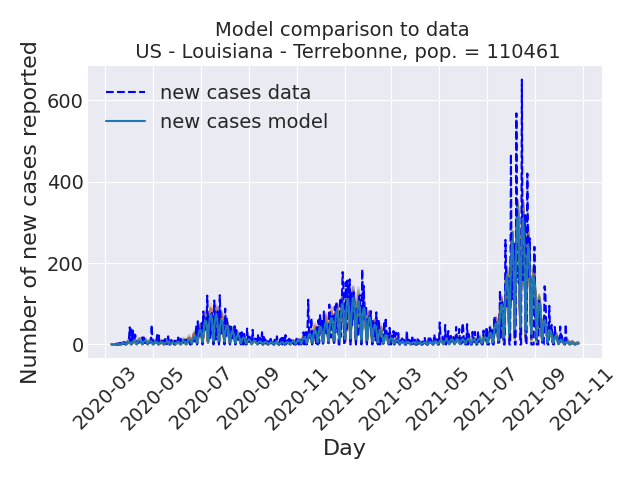 Model comparison to data
US - Louisiana - Terrebonne, pop. = 110461
Number of new cases reported
600
400
200
0
new cases data
new cases model
2020-03
2020-05
2020-07
2020-09
2020-11
2021-01
2021-03
2021-05
2021-07
2021-09
2021-11
Day